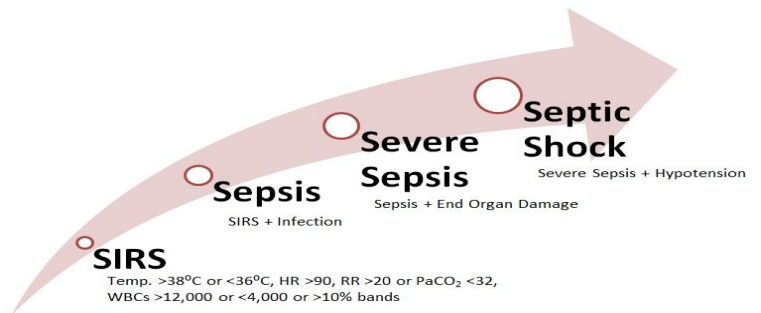 SIRS
Temp. >38⁰C or <36⁰C, HR >90, RR >20 or PaCO₂ <32,
WBCs >12,000 or <4,000 or >10% bands
Sepsis
SIRS + Infection
Severe
Sepsis
Sepsis + End Organ Damage
Septic
Shock
Severe Sepsis + Hypotension